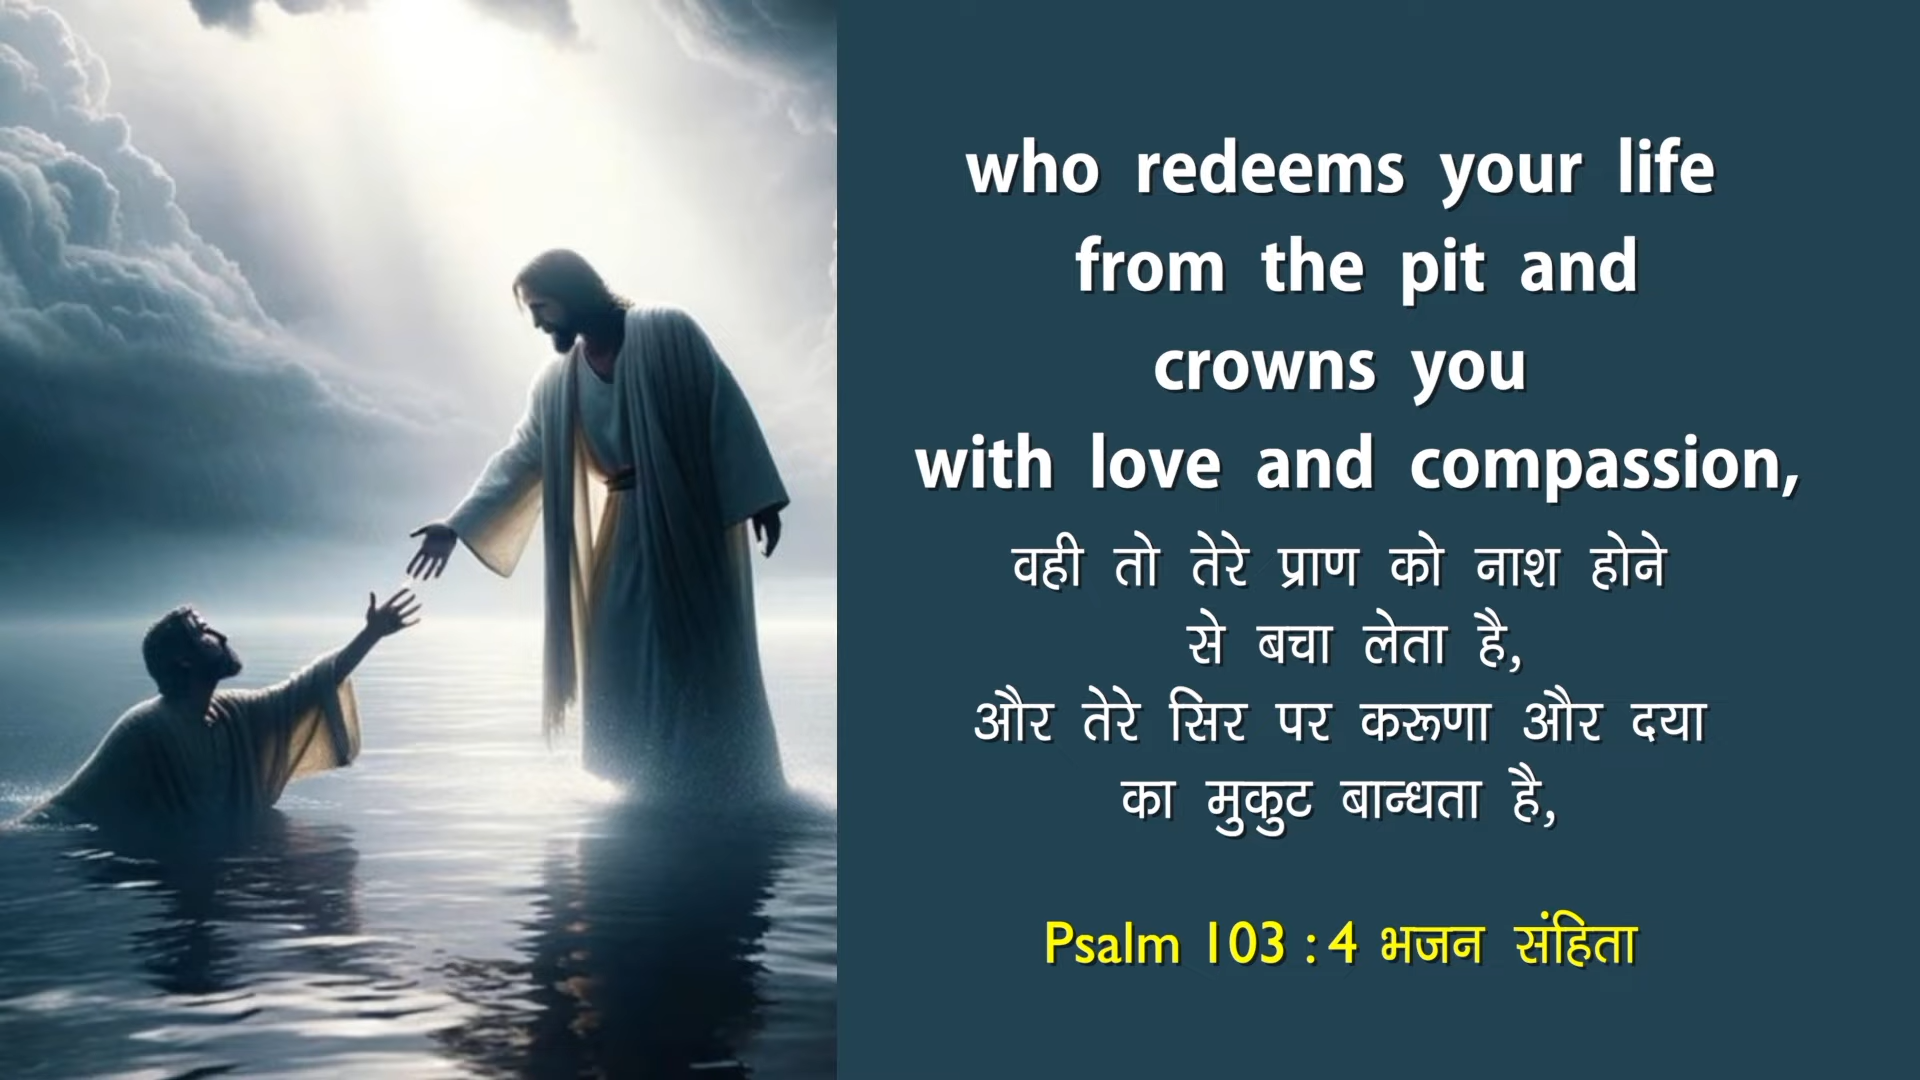 who redeems your life
from the pit and
crowns you
with love and compassion,
वही तो तेरे प्राण को नाश होने
से बचा लेता है,
और तेरे सिर पर करूणा और दया
का मुकुट बान्धता है,
Psalm 103 : 4 भजन संहिता